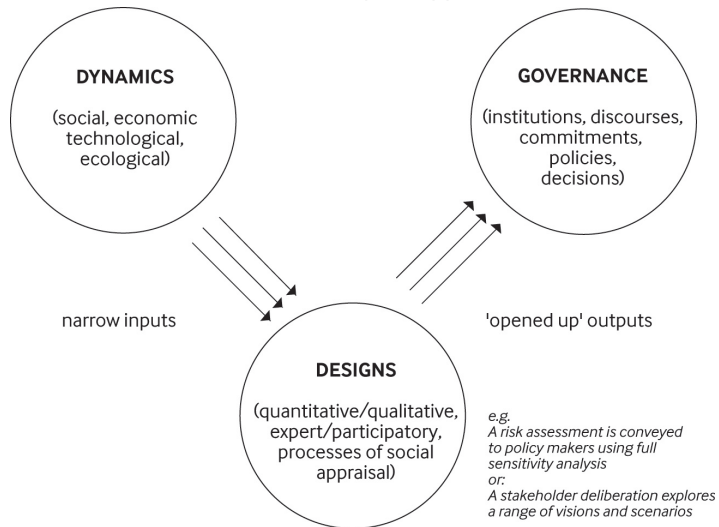 DYNAMICS
(social, economic
technological,
ecological)
GOVERNANCE
(institutions, discourses,
commitments,
policies,
decisions)
narrow inputs
'opened up' outputs
DESIGNS
(quantitative/qualitative,
expert/participatory,
processes of social
appraisal)
e.g.
A risk assessment is conveyed
to policy makers using full
sensitivity analysis
or:
A stakeholder deliberation explores
a range of visions and scenarios